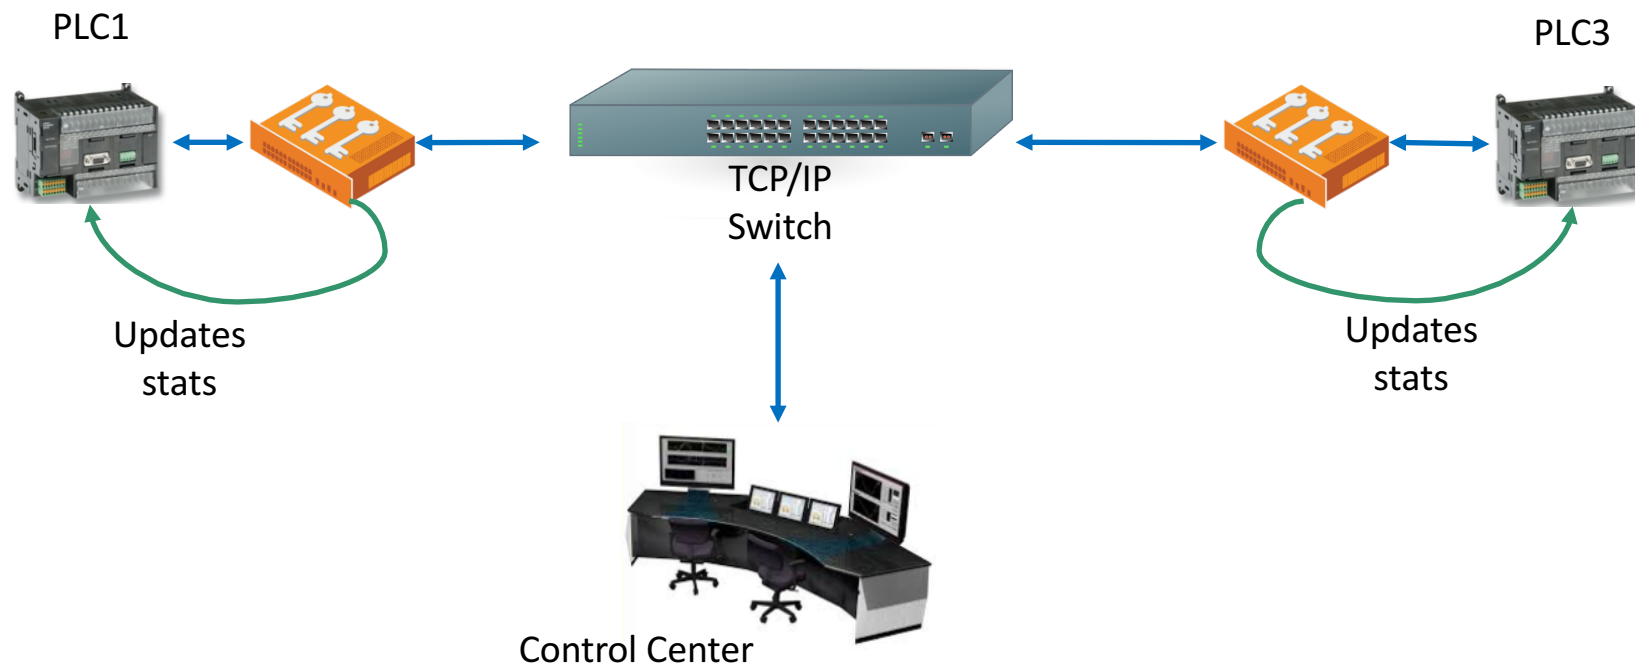 PLC1
PLC3
TCP/IP
Switch
Updates
stats
Updates
stats
Control Center